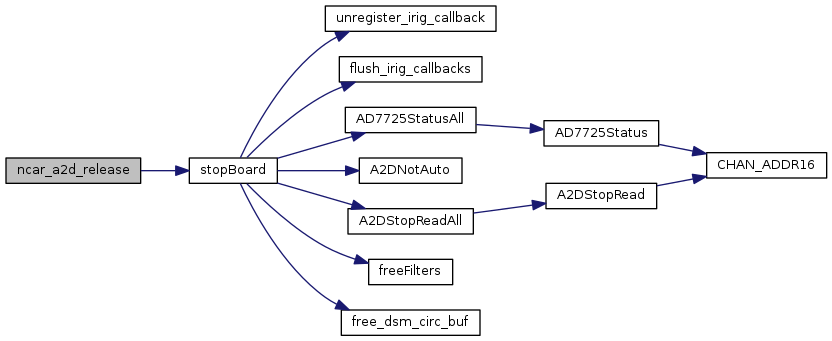 unregister_irig_callback
flush_irig_callbacks
AD7725StatusAll
AD7725Status
CHAN_ADDR16
ncar_a2d_release
stopBoard
A2DNotAuto
A2DStopRead
A2DStopReadAll
freeFilters
free_dsm_circ_buf